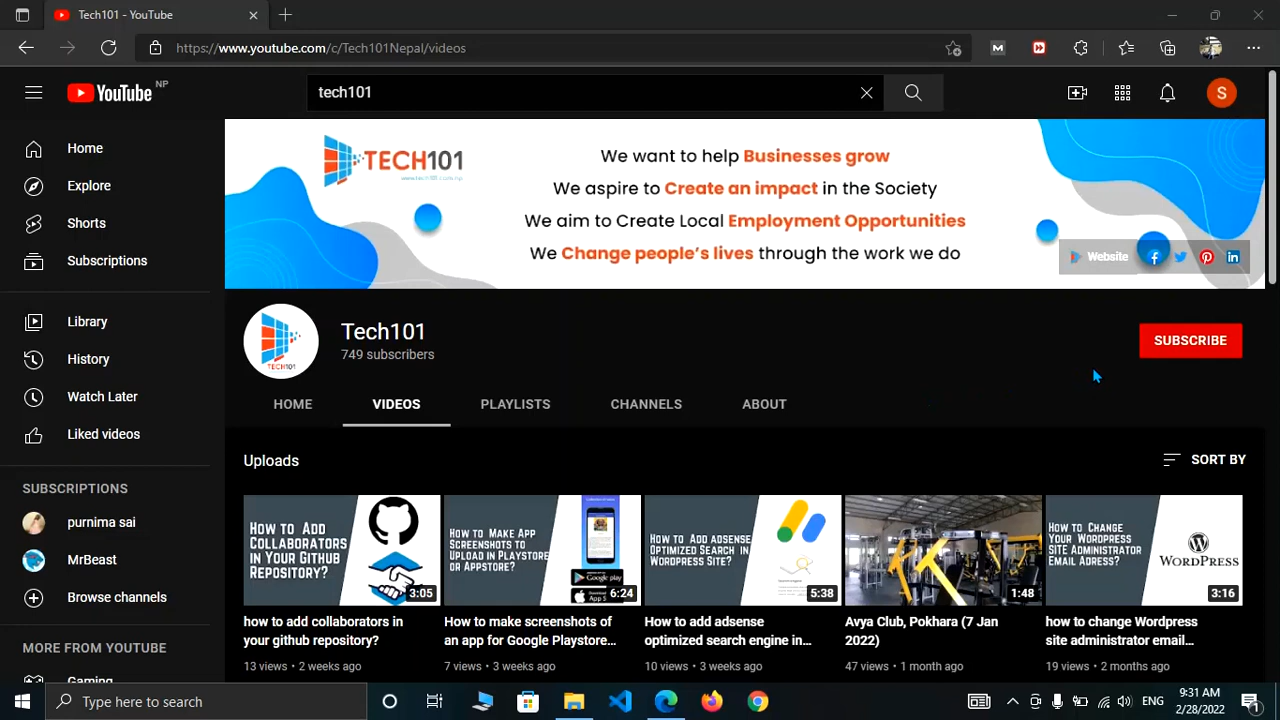 Tech101 - YouTube
https://www.youtube.com/c/Tech101Nepal/videos
YouTube NP
tech101
S
Home
Explore
Shorts
Subscriptions
Library
History
Watch Later
Liked videos
SUBSCRIPTIONS
purnima sai
MrBeast
Browse channels
MORE FROM YOUTUBE
Gaming
TECH101
We want to help Businesses grow
We aspire to Create an impact in the Society
We aim to Create Local Employment Opportunities
We Change people's lives through the work we do
Website
Tech101
749 subscribers
SUBSCRIBE
HOME VIDEOS PLAYLISTS CHANNELS ABOUT
Uploads
SORT BY
How to Add
Collaborators
in Your Github
Repository?
3:05
how to add collaborators in
your github repository?
13 views • 2 weeks ago
How to Make App
Screenshots to
Upload in Playstore
or Appstore?
Google play
App S
6:24
How to make screenshots of
an app for Google Playstore...
7 views • 3 weeks ago
How to Add adsense
Optimized Search in
Wordpress Site?
5:38
How to add adsense
optimized search engine in...
10 views • 3 weeks ago
1:48
Avya Club, Pokhara (7 Jan
2022)
47 views • 1 month ago
How to Change
Your Wordpress
Site Administrator
Email Adress?
WordPress
3:16
how to change Wordpress
site administrator email...
19 views • 2 months ago
Type here to search
ENG
9:31 AM
2/28/2022
1